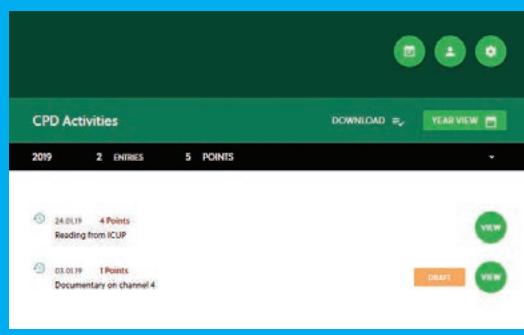 CPD Activities DOWNLOAD YEAR VIEW
2019 2 ENTRIES 5 POINTS
24.01.19 4 Points
Reading from ICUP
VIEW
03.01.19 1 Points
Documentary on channel 4
DRAFT VIEW